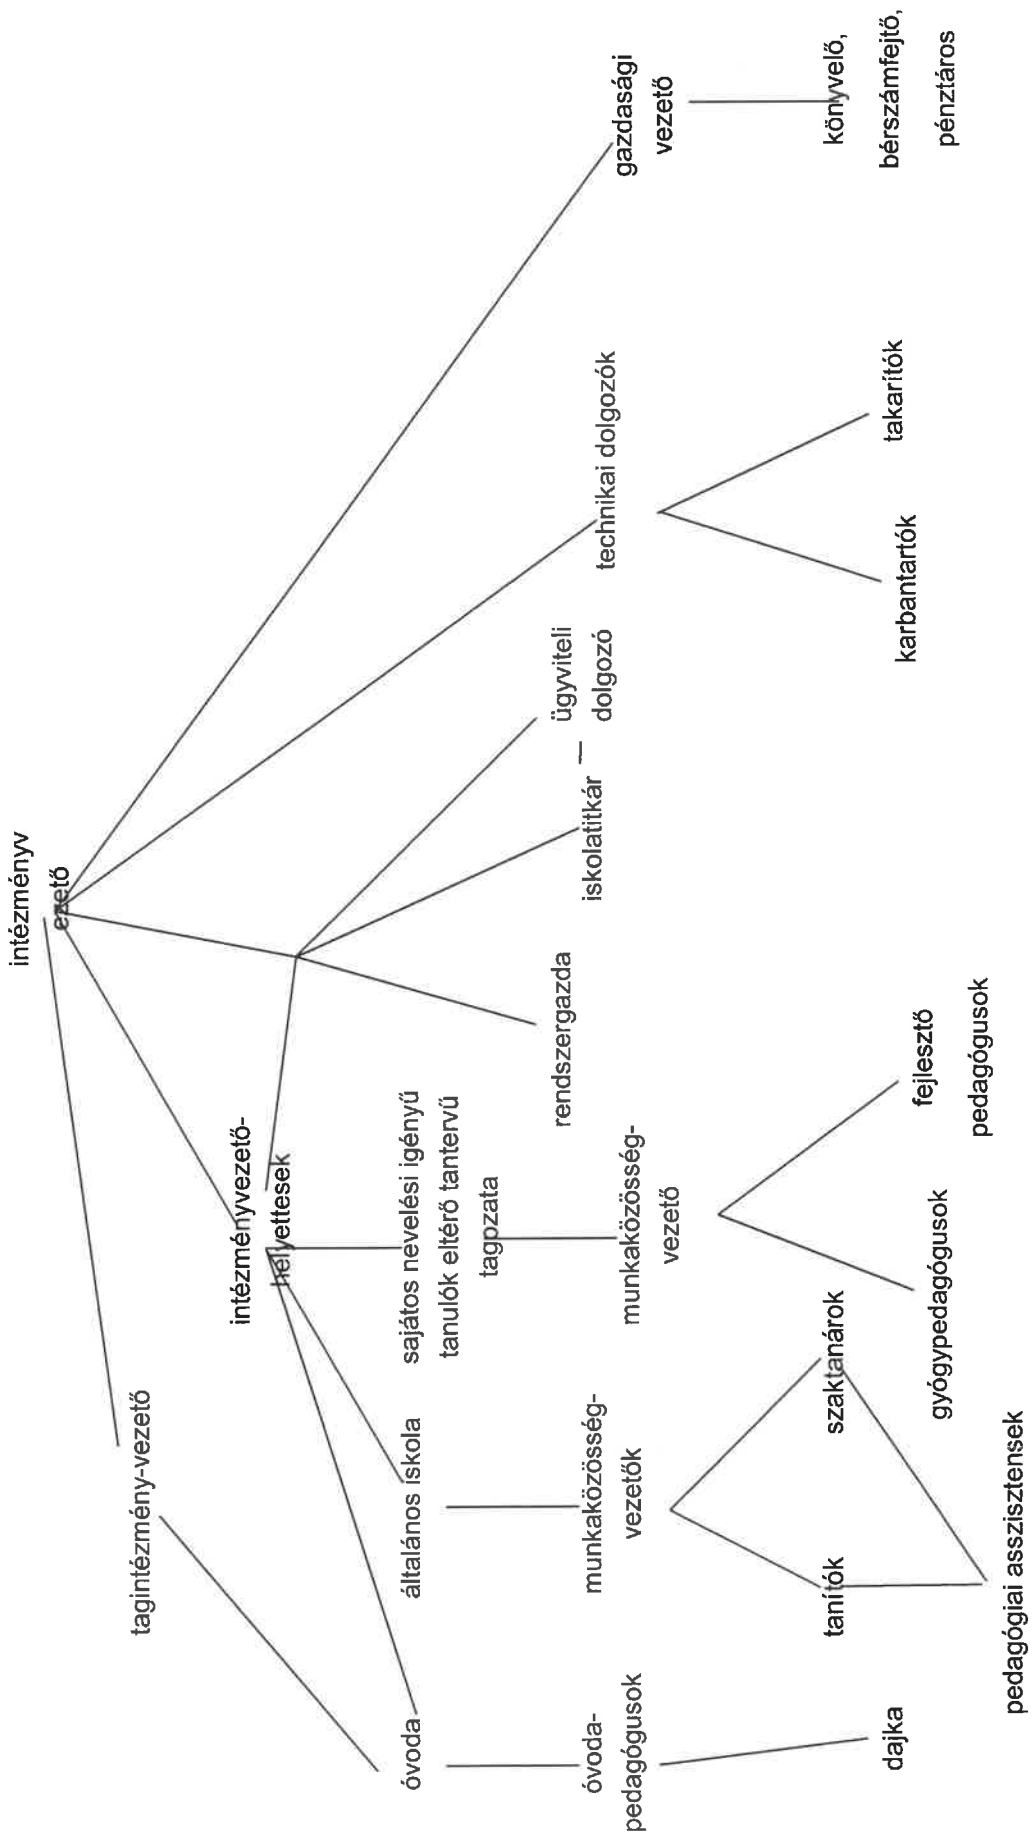 intézményv
ezető
tagintézmény-vezető
intézményvezető-
helyettesek
óvoda
általános iskola
sajátos nevelési igényű
tanulók eltérő tantervű
tagozata
rendszergazda
iskolatitkár
ügyviteli
dolgozó
technikai dolgozók
gazdasági
vezető
óvoda-
pedagógusok
munkaközösség-
vezetők
munkaközösség-
vezető
karbantartók
takarítók
könyvelő,
bérszámfejtő,
pénztáros
dajka
tanítók
szaktanárok
gyógypedagógusok
fejlesztő
pedagógusok
pedagógiai asszisztensek